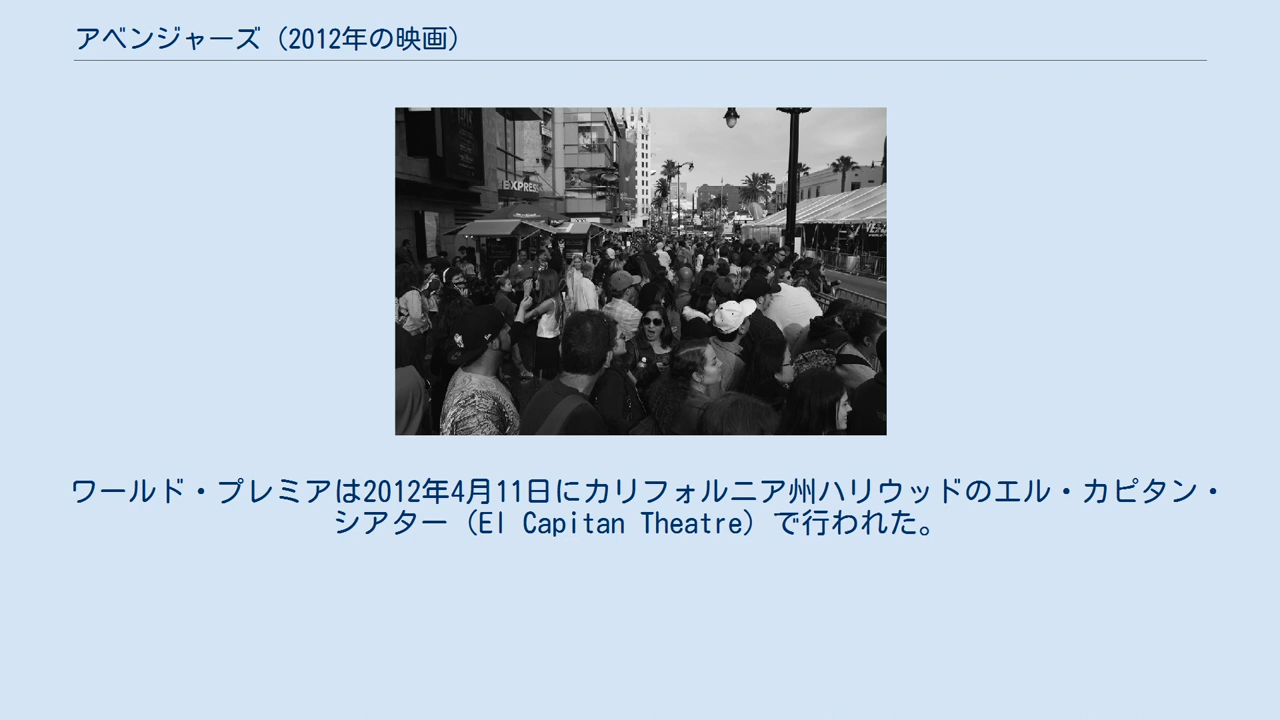 アベンジャーズ（2012年の映画）
EXPRESS
ワールド・プレミアは2012年4月11日にカリフォルニア州ハリウッドのエル・カピタン・
シアター（El Capitan Theatre）で行われた。